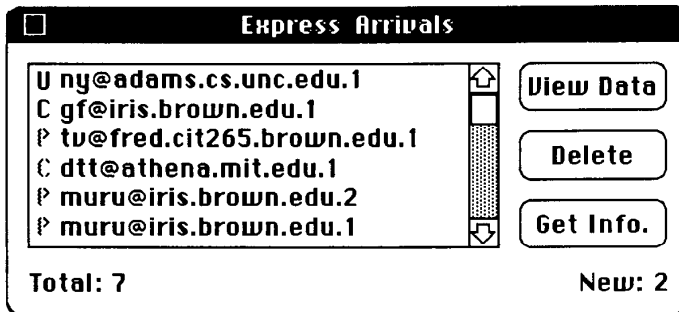 Express Arrivals
U ny@adams.cs.unc.edu.1
C gf@iris.brown.edu.1
P tv@fred.cit265.brown.edu.1
C dtt@athena.mit.edu.1
P muru@iris.brown.edu.2
P muru@iris.brown.edu.1
View Data
Delete
Get Info.
Total: 7
New: 2